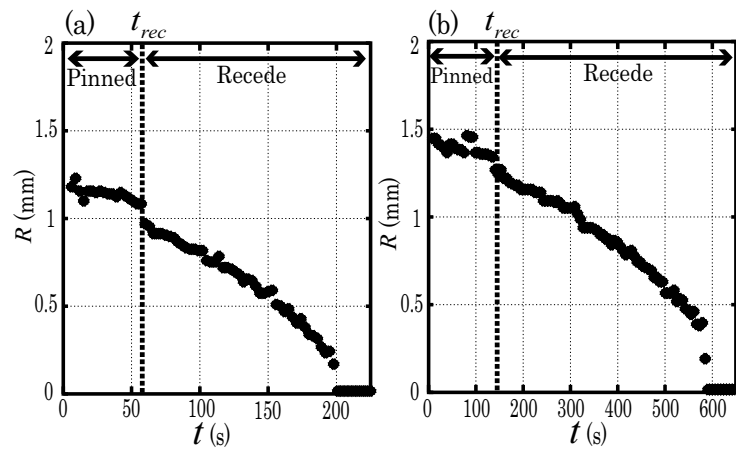 (a)
t_rec
2
Pinned
Recede
1.5
1
0.5
0
R (mm)
0 50 100 150 200
t (s)
(b)
t_rec
2
Pinned
Recede
1.5
1
0.5
0
R (mm)
0 100 200 300 400 500 600
t (s)